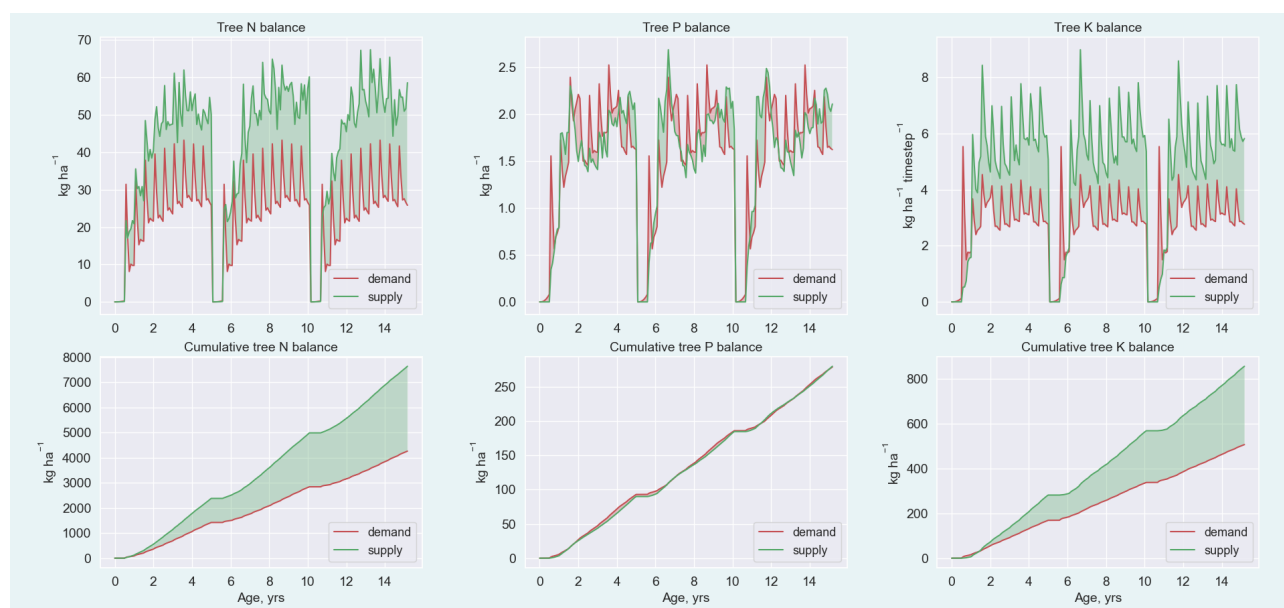 Tree N balance
kg ha⁻¹
70
60
50
40
30
20
10
0
demand
supply
0 2 4 6 8 10 12 14
Tree P balance
kg ha⁻¹
2.5
2.0
1.5
1.0
0.5
0.0
demand
supply
0 2 4 6 8 10 12 14
Tree K balance
kg ha⁻¹ timestep⁻¹
8
6
4
2
0
demand
supply
0 2 4 6 8 10 12 14
Cumulative tree N balance
kg ha⁻¹
8000
7000
6000
5000
4000
3000
2000
1000
0
demand
supply
0 2 4 6 8 10 12 14
Age, yrs
Cumulative tree P balance
kg ha⁻¹
250
200
150
100
50
0
demand
supply
0 2 4 6 8 10 12 14
Age, yrs
Cumulative tree K balance
kg ha⁻¹
800
600
400
200
0
demand
supply
0 2 4 6 8 10 12 14
Age, yrs